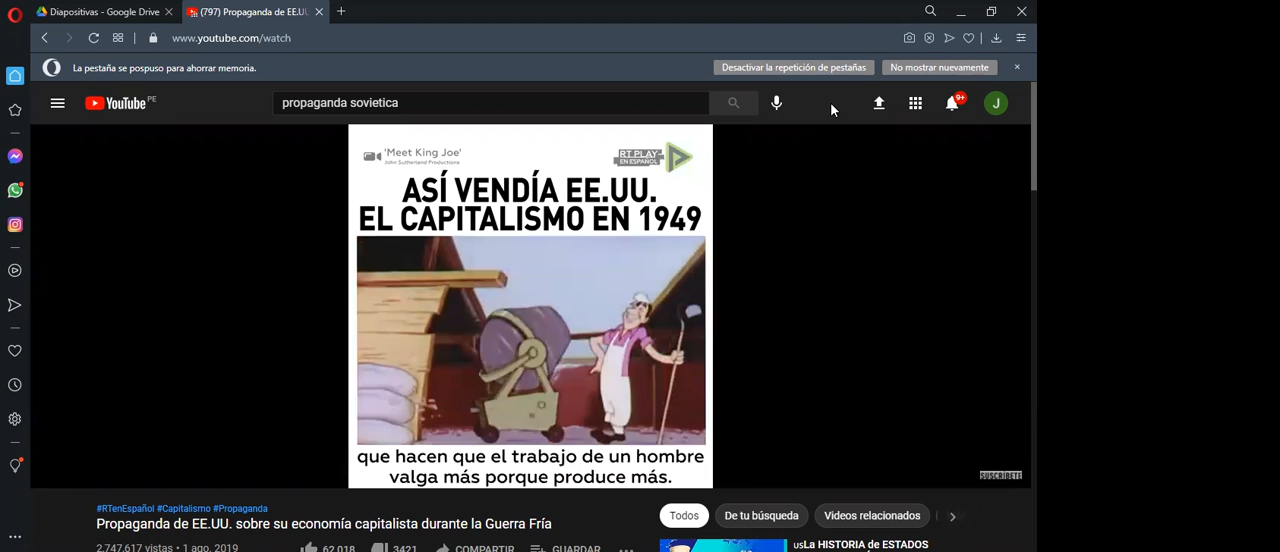 Diapositivas - Google Drive
(797) Propaganda de EE.UU
www.youtube.com/watch
La pestaña se pospuso para ahorrar memoria.
Desactivar la repetición de pestañas
No mostrar nuevamente
YouTube PE
propaganda sovietica
9+
J
'Meet King Joe'
John Sutherland Productions
RT PLAY
EN ESPAÑOL
ASÍ VENDÍA EE.UU.
EL CAPITALISMO EN 1949
que hacen que el trabajo de un hombre
valga más porque produce más.
SUSCRÍBETE
#RTenEspañol #Capitalismo #Propaganda
Propaganda de EE.UU. sobre su economía capitalista durante la Guerra Fría
2,747,617 vistas • 1 ago. 2019
62,018
3421
COMPARTIR
GUARDAR
Todos
De tu búsqueda
Videos relacionados
La HISTORIA de ESTADOS